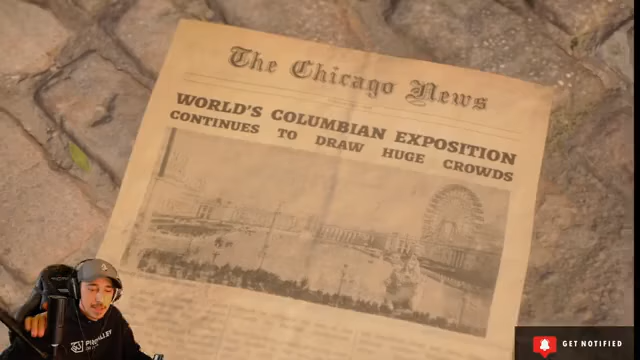 The Chicago News
WORLD'S COLUMBIAN EXPOSITION
CONTINUES TO DRAW HUGE CROWDS
GET NOTIFIED